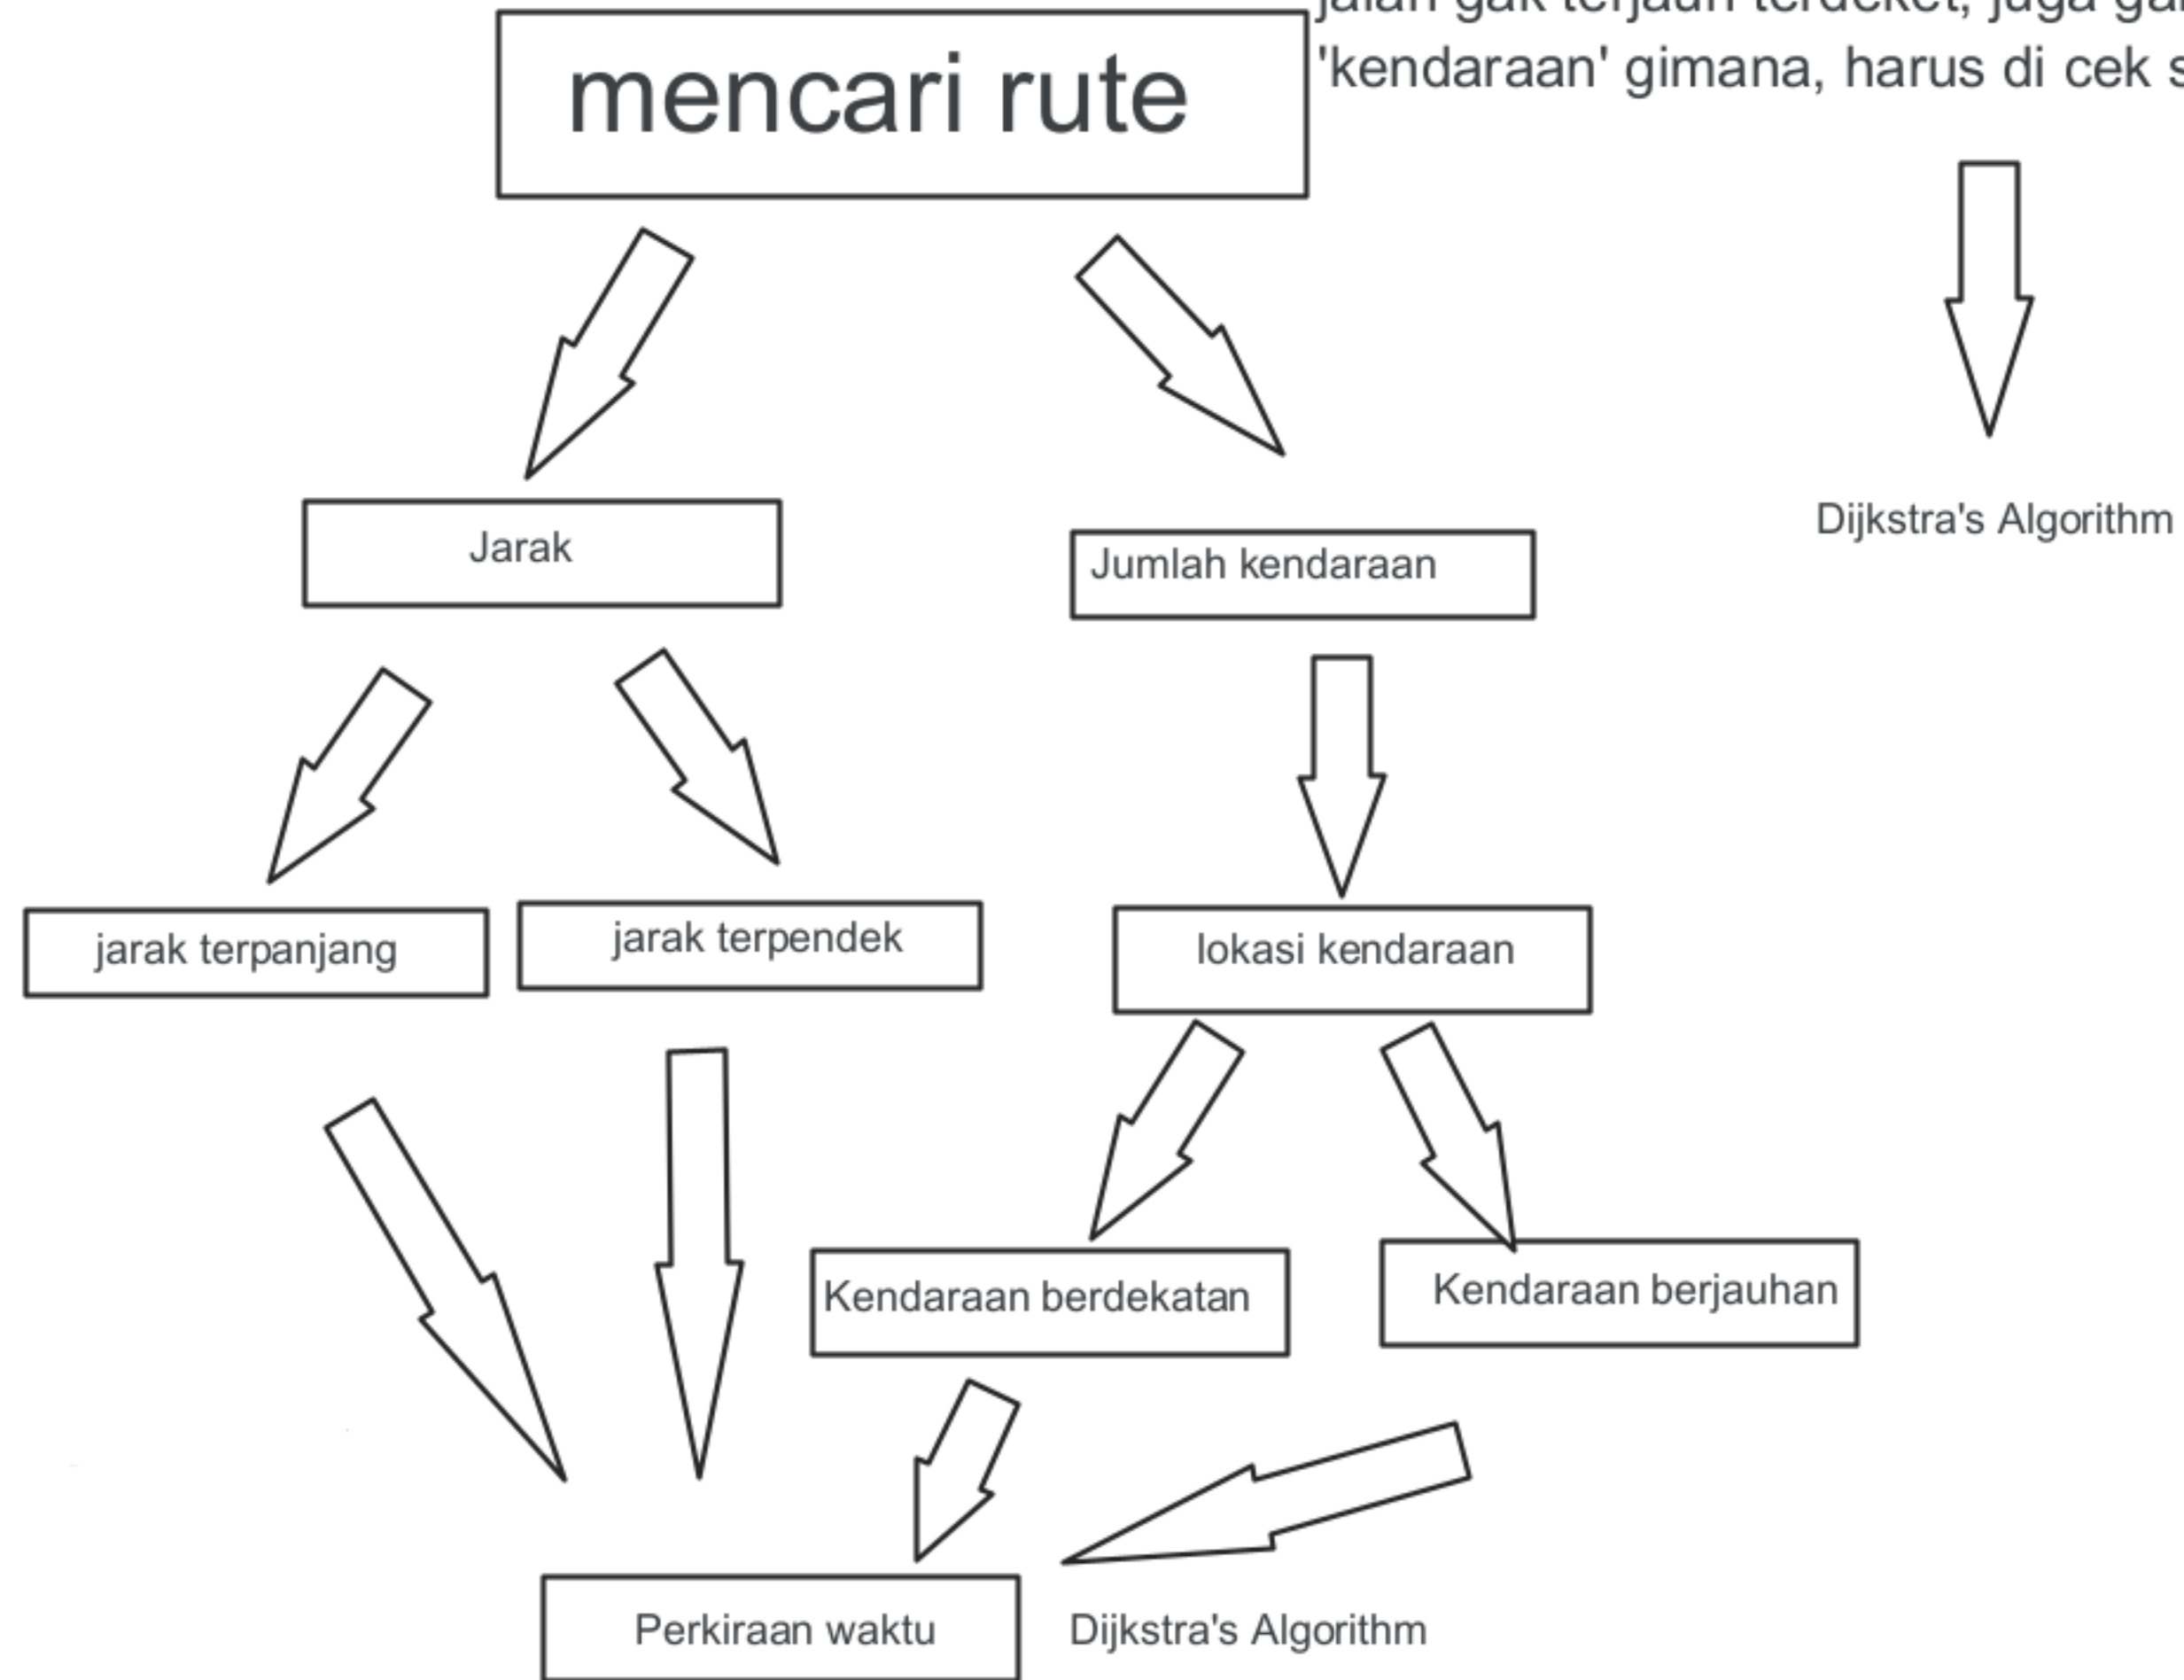 'kendaraan' gimana, harus di cek
mencari rute
Dijkstra's Algorithm
Jarak
Jumlah kendaraan
jarak terpanjang
jarak terpendek
lokasi kendaraan
Kendaraan berdekatan
Kendaraan berjauhan
Perkiraan waktu
Dijkstra's Algorithm